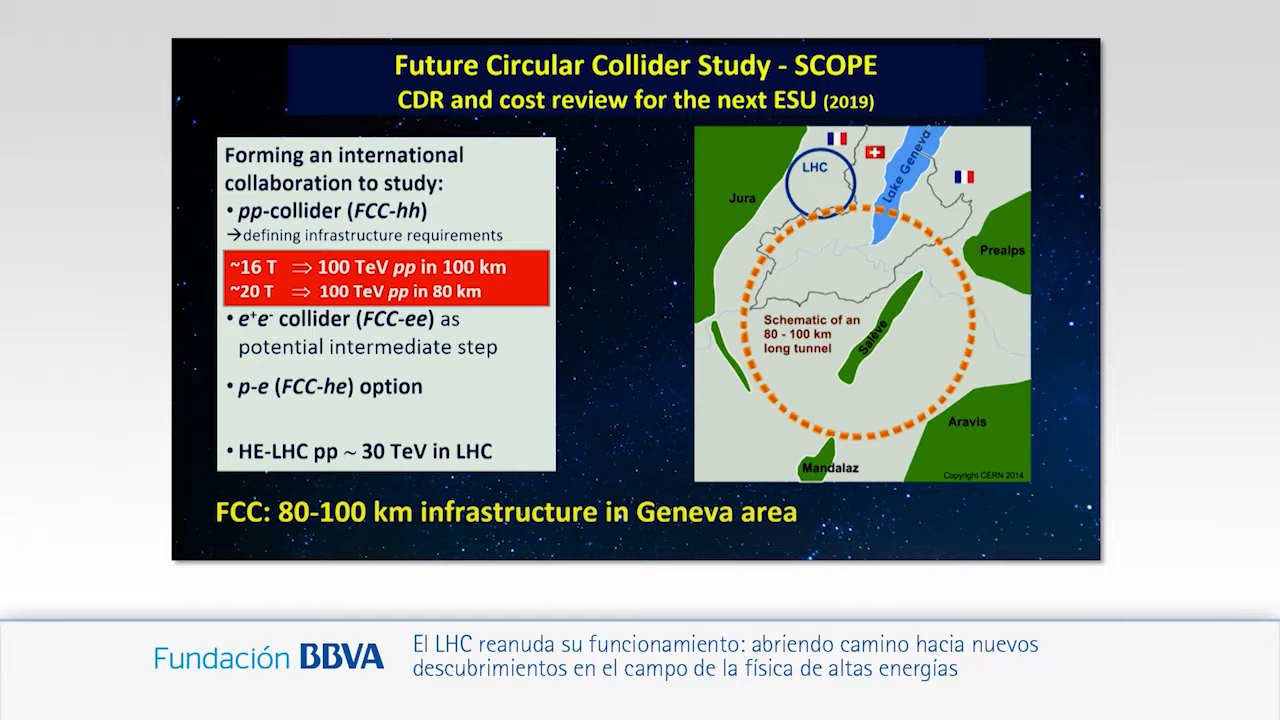 Future Circular Collider Study - SCOPE
CDR and cost review for the next ESU (2019)
Forming an international
collaboration to study:
• pp-collider (FCC-hh)
→defining infrastructure requirements
~16 T ⇒ 100 TeV pp in 100 km
~20 T ⇒ 100 TeV pp in 80 km
• e⁺e⁻ collider (FCC-ee) as
potential intermediate step
• p-e (FCC-he) option
• HE-LHC pp ~ 30 TeV in LHC
LHC
Lake Geneva
Jura
Prealps
Schematic of an
80 - 100 km
long tunnel
Salève
Aravis
Mandalaz
Copyright CERN 2014
FCC: 80-100 km infrastructure in Geneva area
Fundación BBVA
El LHC reanuda su funcionamiento: abriendo camino hacia nuevos
descubrimientos en el campo de la física de altas energías